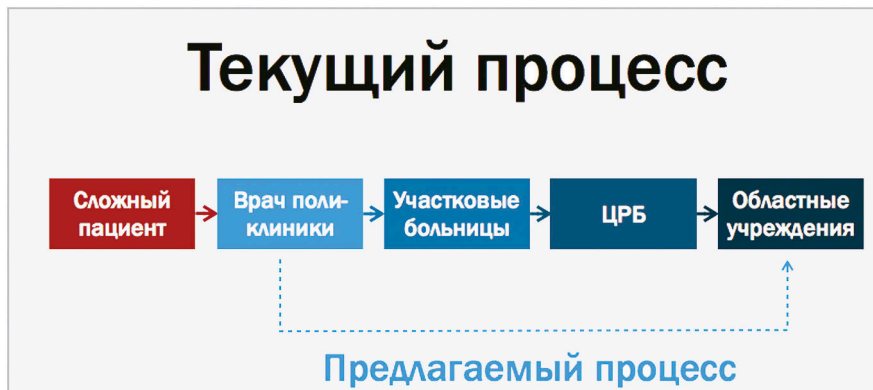 Текущий процесс
Сложный
пациент
Врач поли-
клиники
Участковые
больницы
ЦРБ
Областные
учреждения
Предлагаемый процесс